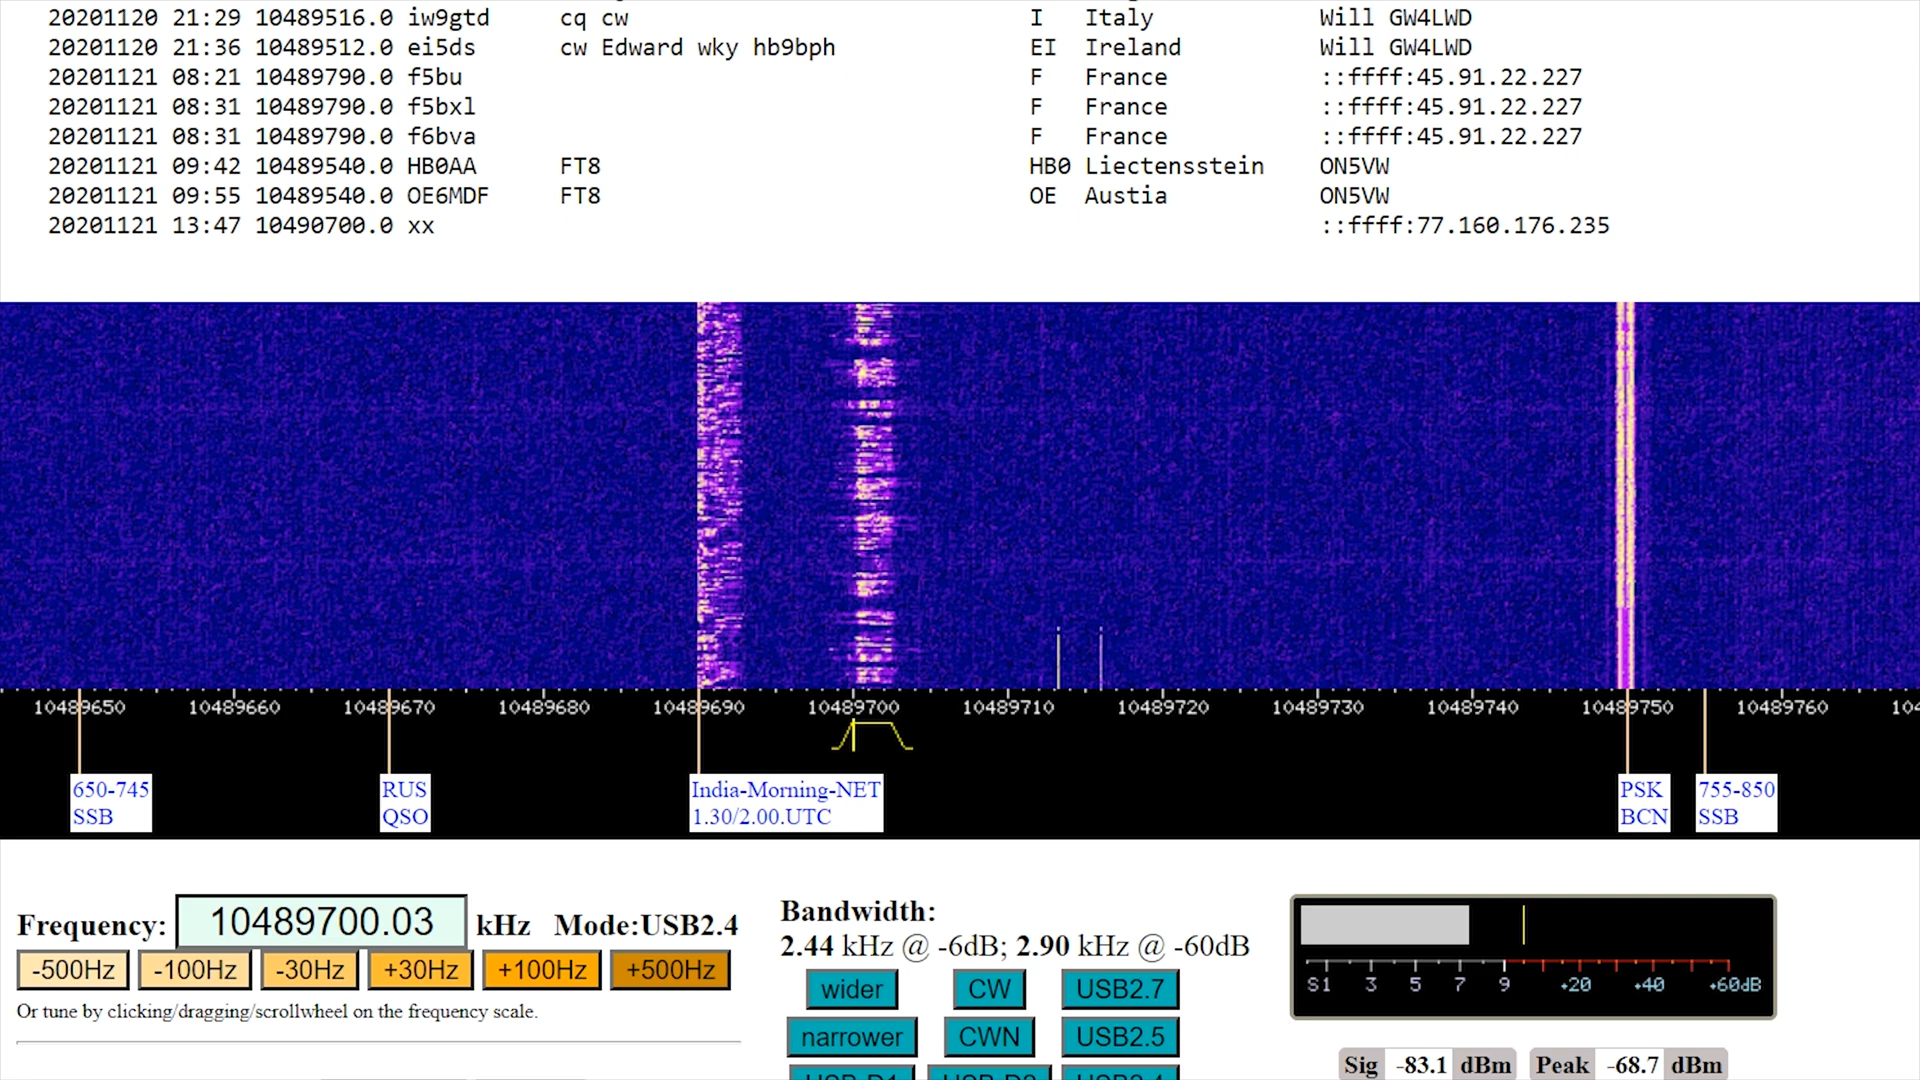 20201120 21:29 10489516.0 iw9gtd cq cw I Italy Will GW4LWD
20201120 21:36 10489512.0 ei5ds cw Edward wky hb9bph EI Ireland Will GW4LWD
20201121 08:21 10489790.0 f5bu F France ::ffff:45.91.22.227
20201121 08:31 10489790.0 f5bxl F France ::ffff:45.91.22.227
20201121 08:31 10489790.0 f6bva F France ::ffff:45.91.22.227
20201121 09:42 10489540.0 HB0AA FT8 HB0 Liectensstein ON5VW
20201121 09:55 10489540.0 OE6MDF FT8 OE Austia ON5VW
20201121 13:47 10490700.0 xx ::ffff:77.160.176.235
10489650 10489660 10489670 10489680 10489690 10489700 10489710 10489720 10489730 10489740 10489750 10489760
650-745 RUS India-Morning-NET PSK 755-850
SSB QSO 1.30/2.00.UTC BCN SSB
Frequency: 10489700.03 kHz Mode:USB2.4
-500Hz -100Hz -30Hz +30Hz +100Hz +500Hz
Or tune by clicking/dragging/scrollwheel on the frequency scale.
Bandwidth:
2.44 kHz @ -6dB; 2.90 kHz @ -60dB
wider CW USB2.7
narrower CWN USB2.5
S1 3 5 7 9 +20 +40 +60dB
Sig -83.1 dBm Peak -68.7 dBm